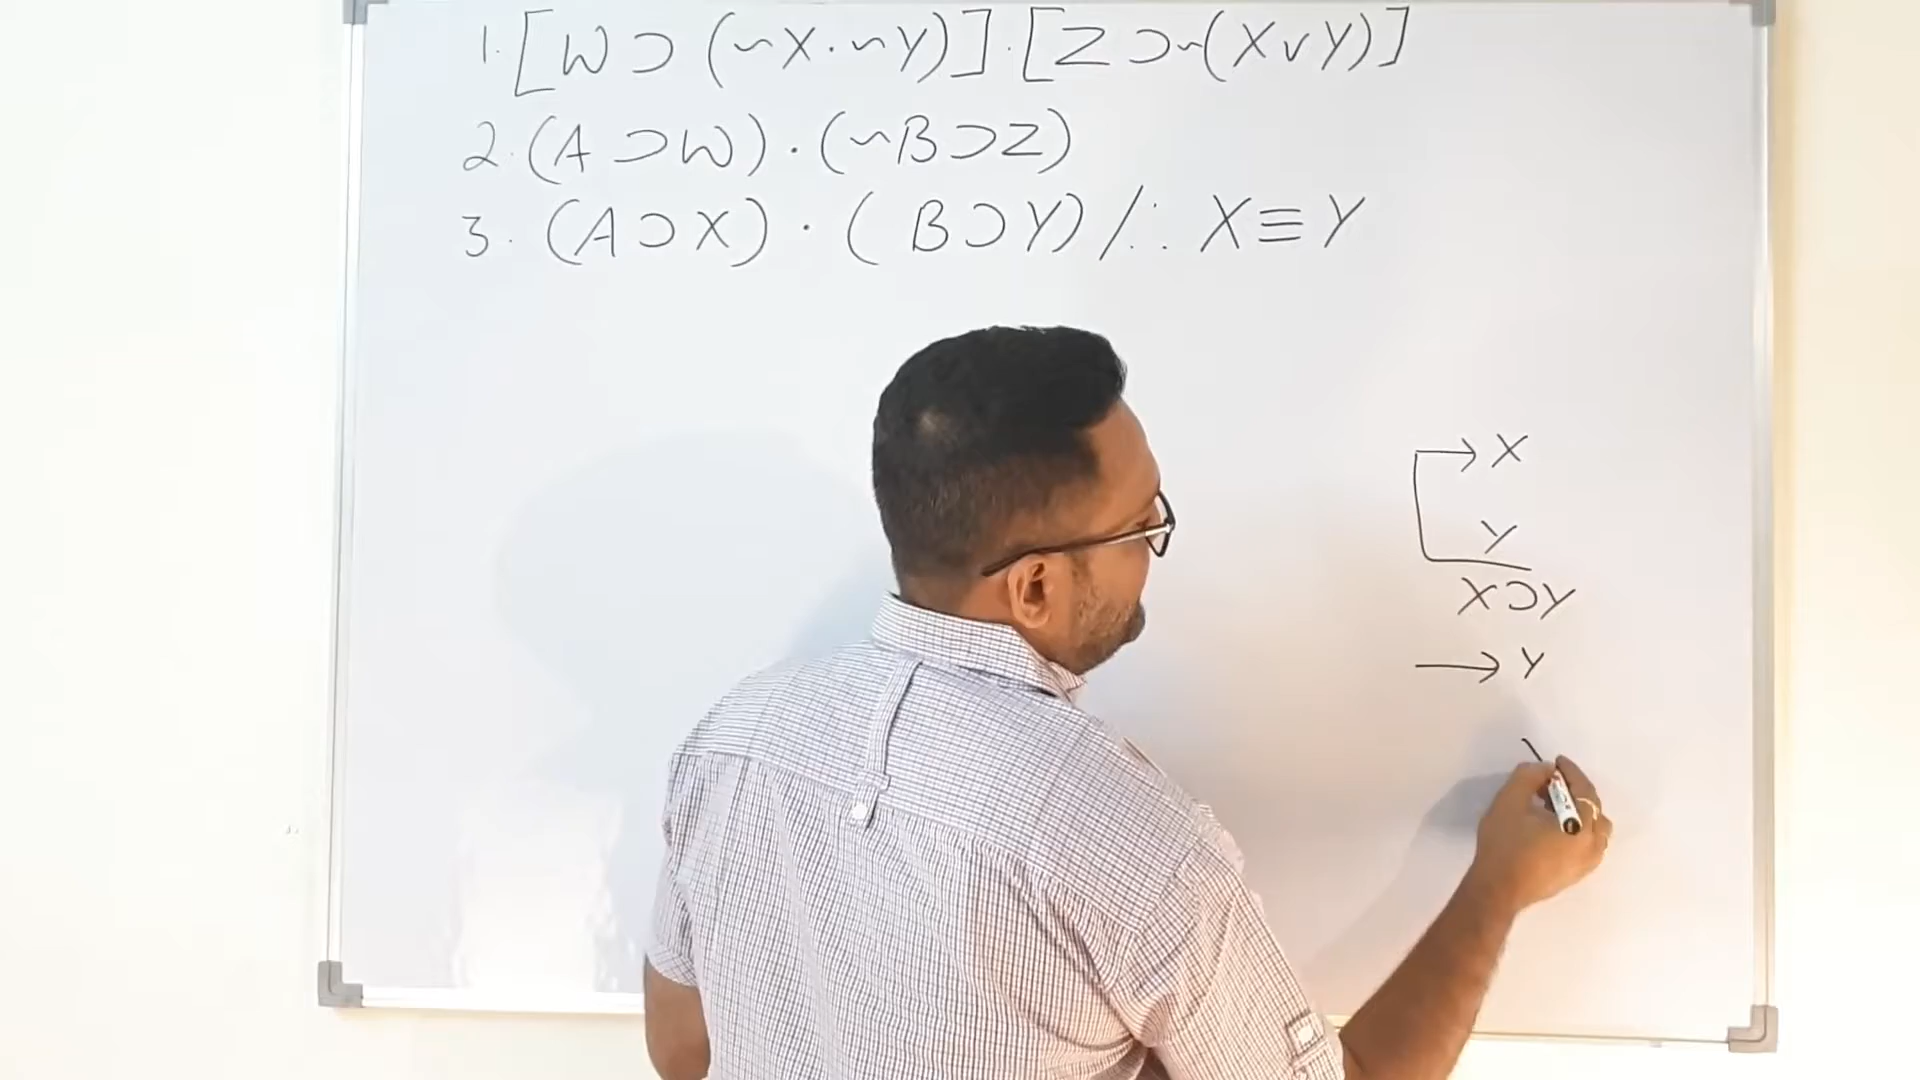 1. [W ⊃ (~X · ~Y)] · [Z ⊃ ~(X ∨ Y)]
2. (A ⊃ W) · (~B ⊃ Z)
3. (A ⊃ X) · ( B ⊃ Y) / ∴ X ≡ Y
→ X
Y
X ⊃ Y
→ Y